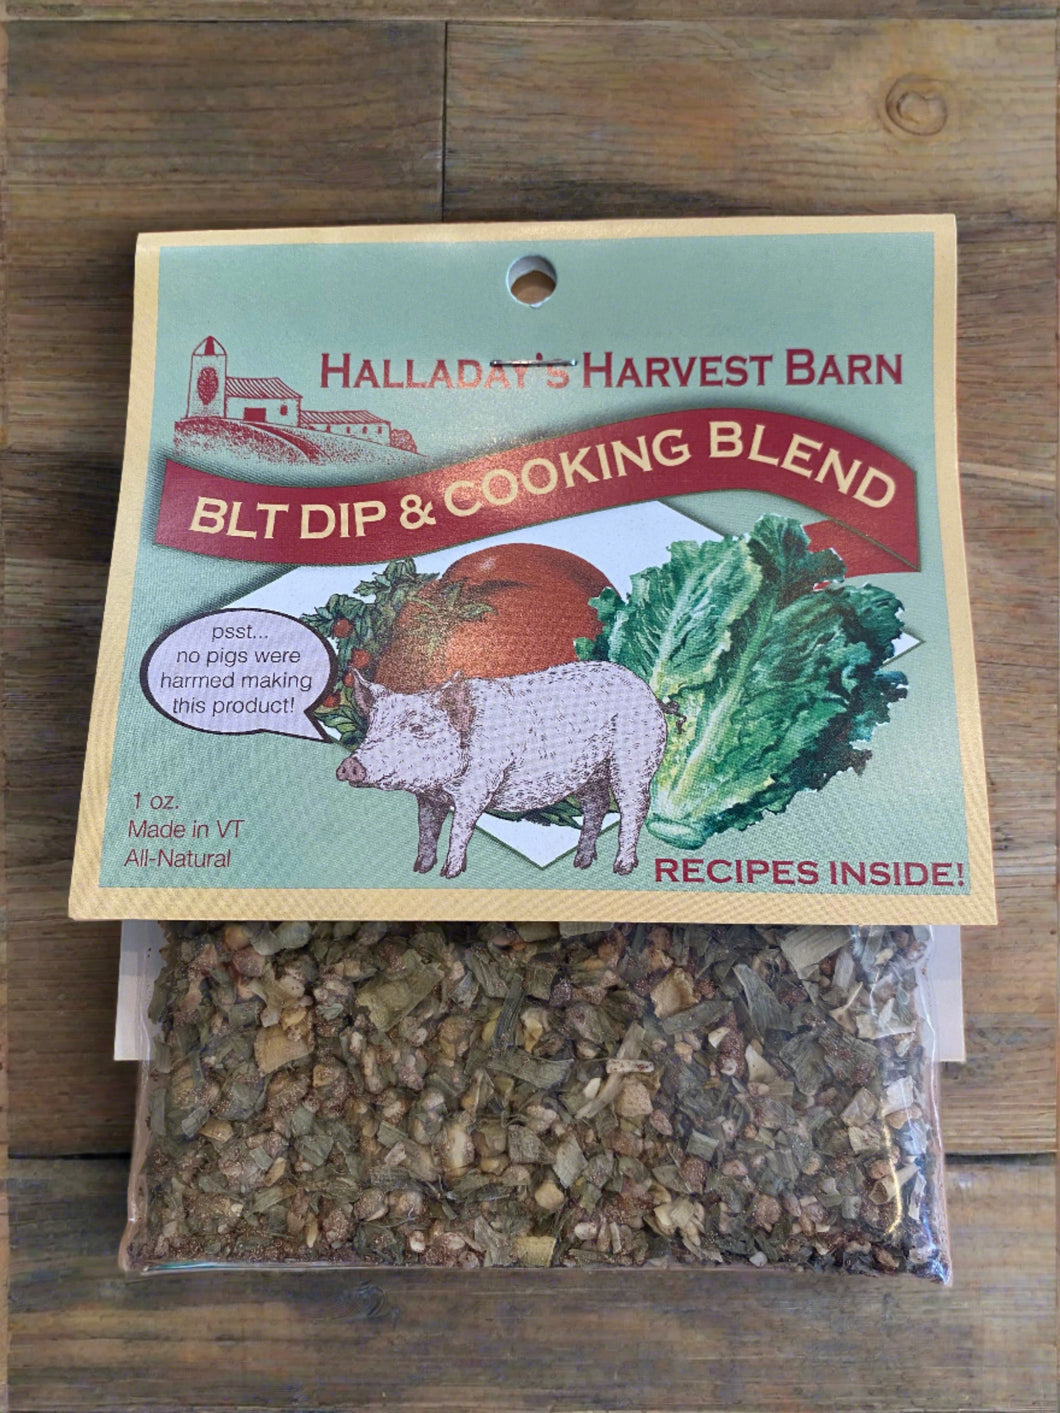 HALLADAY'S HARVEST BARN
BLT DIP & COOKING BLEND
psst...
no pigs were
harmed making
this product!
1 oz.
Made in VT
All-Natural
RECIPES INSIDE!